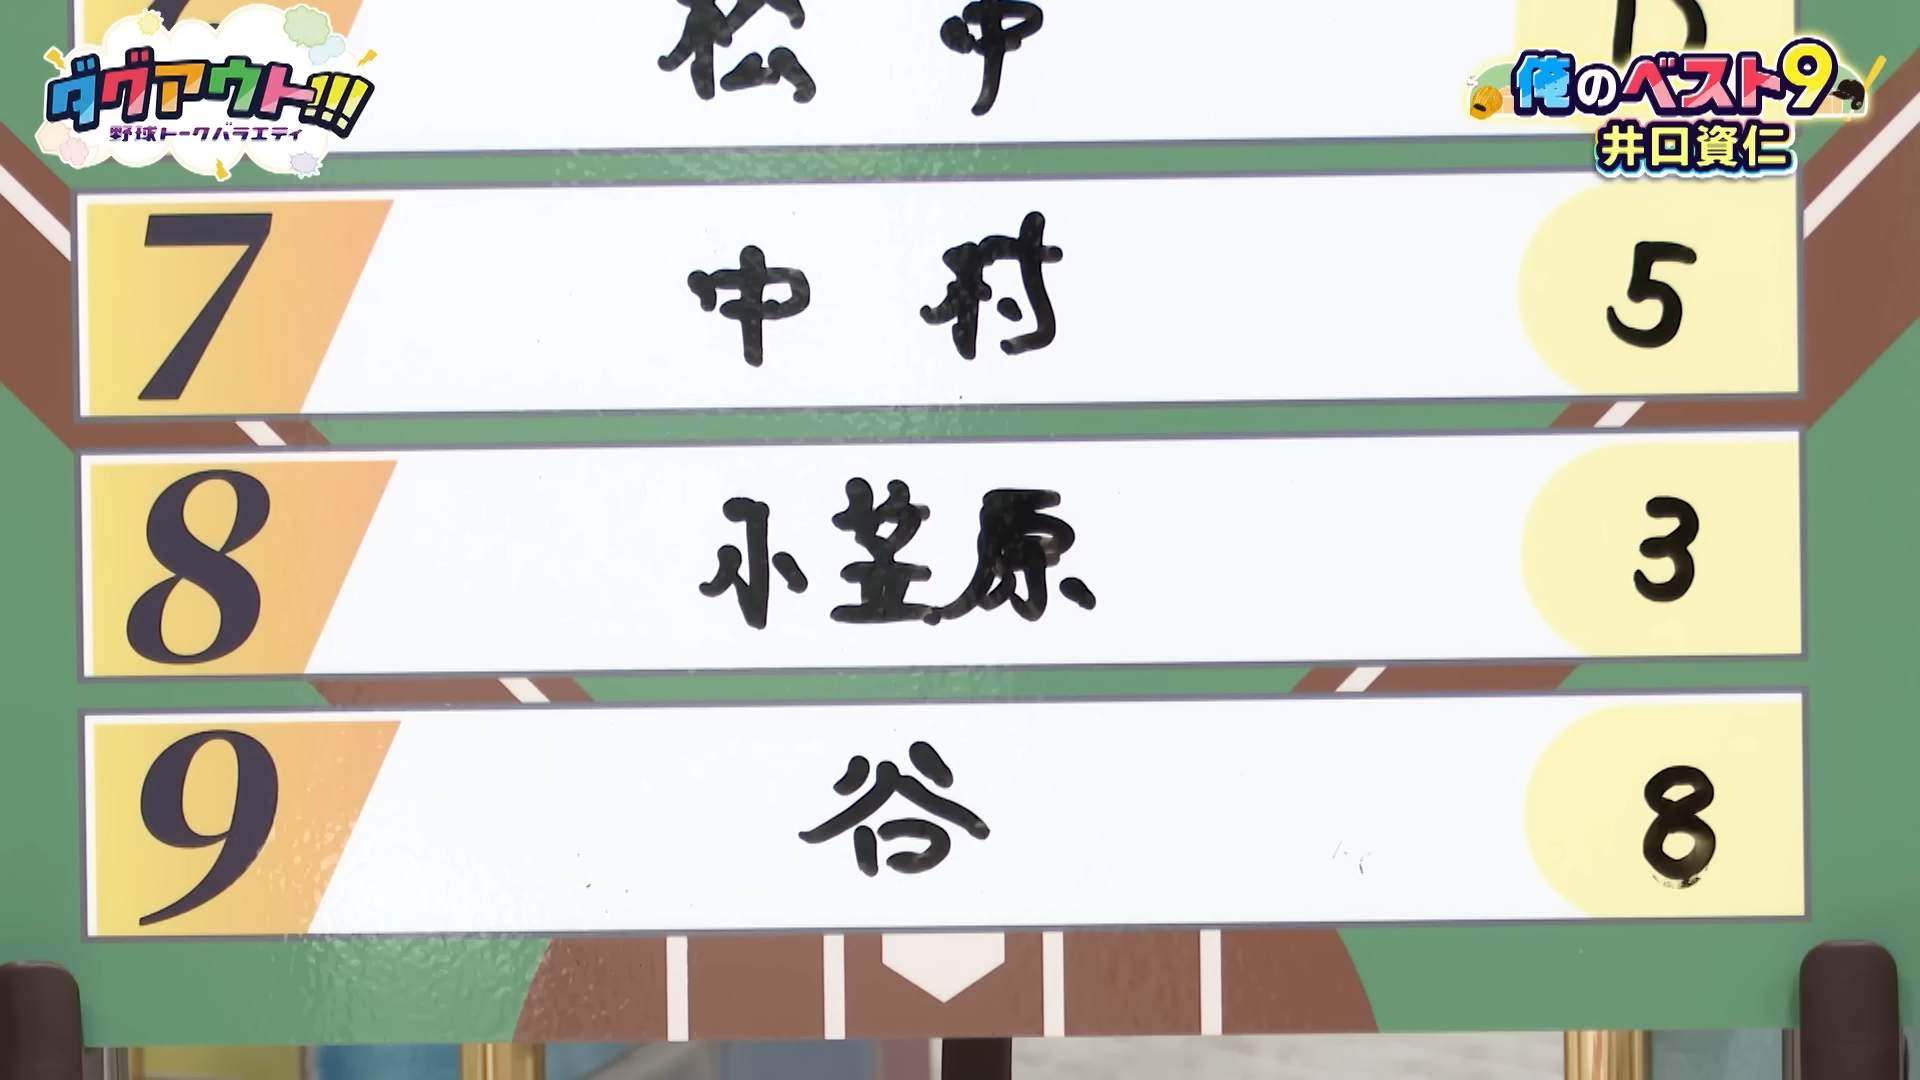 ダグアウト!!!
野球トークバラエティ
俺のベスト9
井口資仁
松中 D
7 中村 5
8 小笠原 3
9 谷 8